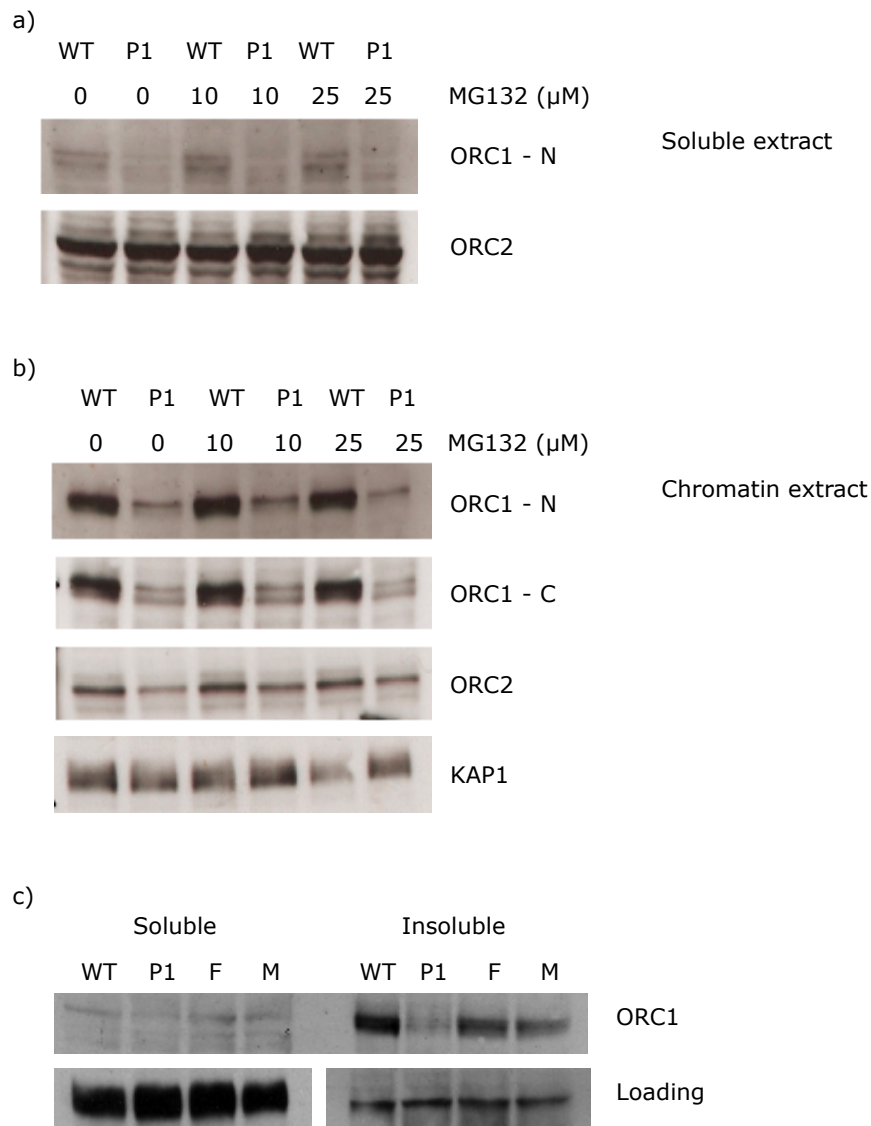 a)
WT P1 WT P1 WT P1
0 0 10 10 25 25 MG132 (µM)
ORC1 - N Soluble extract
ORC2
b)
WT P1 WT P1 WT P1
0 0 10 10 25 25 MG132 (µM)
ORC1 - N Chromatin extract
ORC1 - C
ORC2
KAP1
c)
Soluble Insoluble
WT P1 F M WT P1 F M
ORC1
Loading